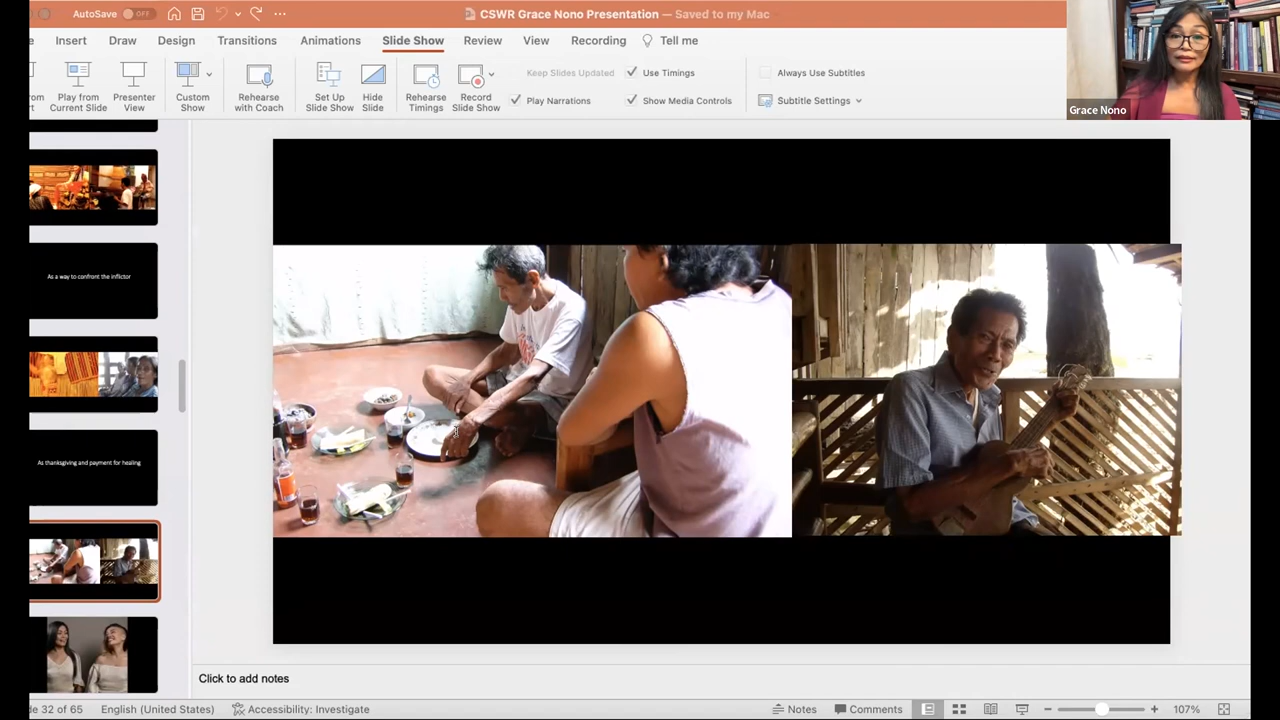 AutoSave OFF
CSWR Grace Nono Presentation — Saved to my Mac
Insert Draw Design Transitions Animations Slide Show Review View Recording Tell me
Play from Current Slide
Presenter View
Custom Show
Rehearse with Coach
Set Up Slide Show
Hide Slide
Rehearse Timings
Record Slide Show
Keep Slides Updated
Use Timings
Play Narrations
Show Media Controls
Always Use Subtitles
Subtitle Settings
Grace Nono
As a way to confront the inflictor
As thanksgiving and payment for healing
Click to add notes
32 of 65
English (United States)
Accessibility: Investigate
Notes
Comments
107%